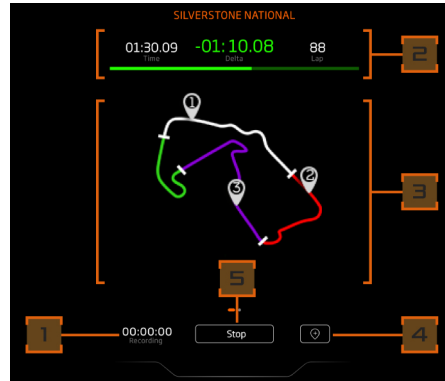 SILVERSTONE NATIONAL
01:30.09 -01:10.08 88
Time Delta Lap
2
1
2
3
3
5
1
00:00:00 Stop
Recording
4